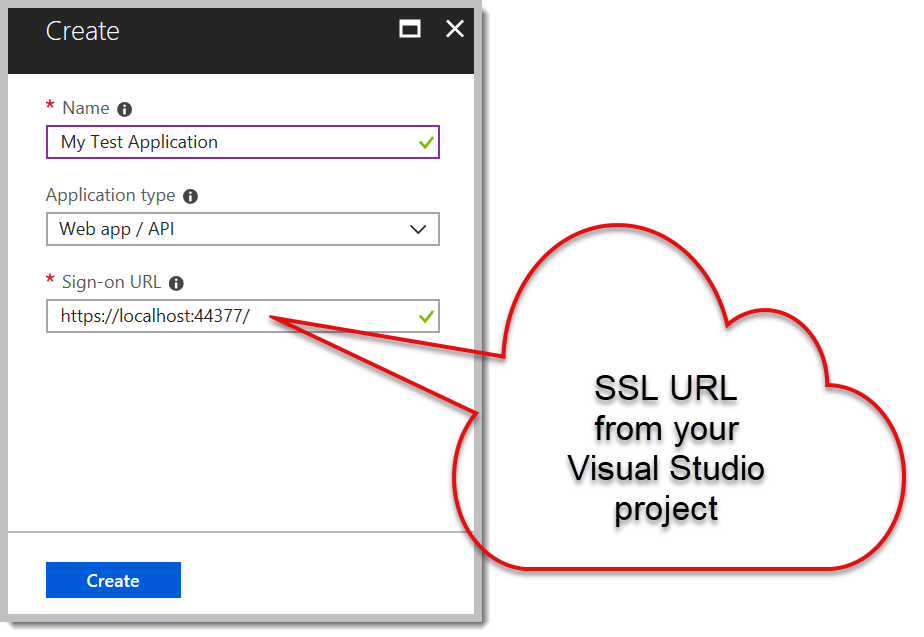 Create
* Name
My Test Application
Application type
Web app / API
* Sign-on URL
https://localhost:44377/
SSL URL
from your
Visual Studio
project
Create